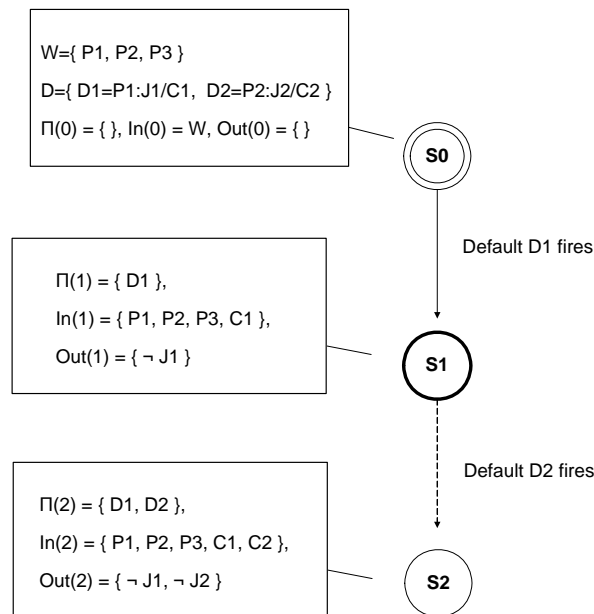 W={ P1, P2, P3 }
D={ D1=P1:J1/C1, D2=P2:J2/C2 }
Π(0) = { }, In(0) = W, Out(0) = { }
S0
Default D1 fires
Π(1) = { D1 },
In(1) = { P1, P2, P3, C1 },
Out(1) = { ¬ J1 }
S1
Default D2 fires
Π(2) = { D1, D2 },
In(2) = { P1, P2, P3, C1, C2 },
Out(2) = { ¬ J1, ¬ J2 }
S2